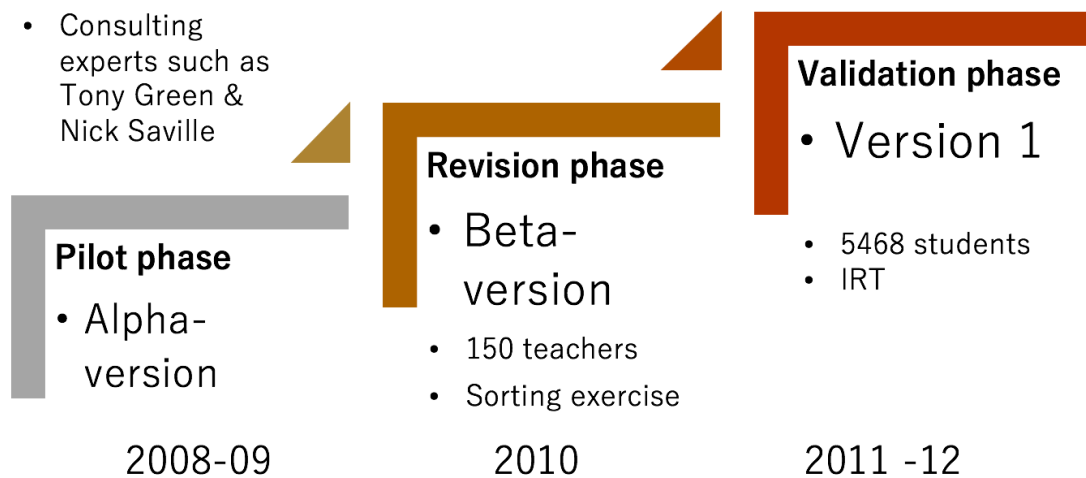 • Consulting
experts such as
Tony Green &
Nick Saville
Pilot phase
• Alpha-
version
2008-09
Revision phase
• Beta-
version
• 150 teachers
• Sorting exercise
2010
Validation phase
• Version 1
• 5468 students
• IRT
2011 -12